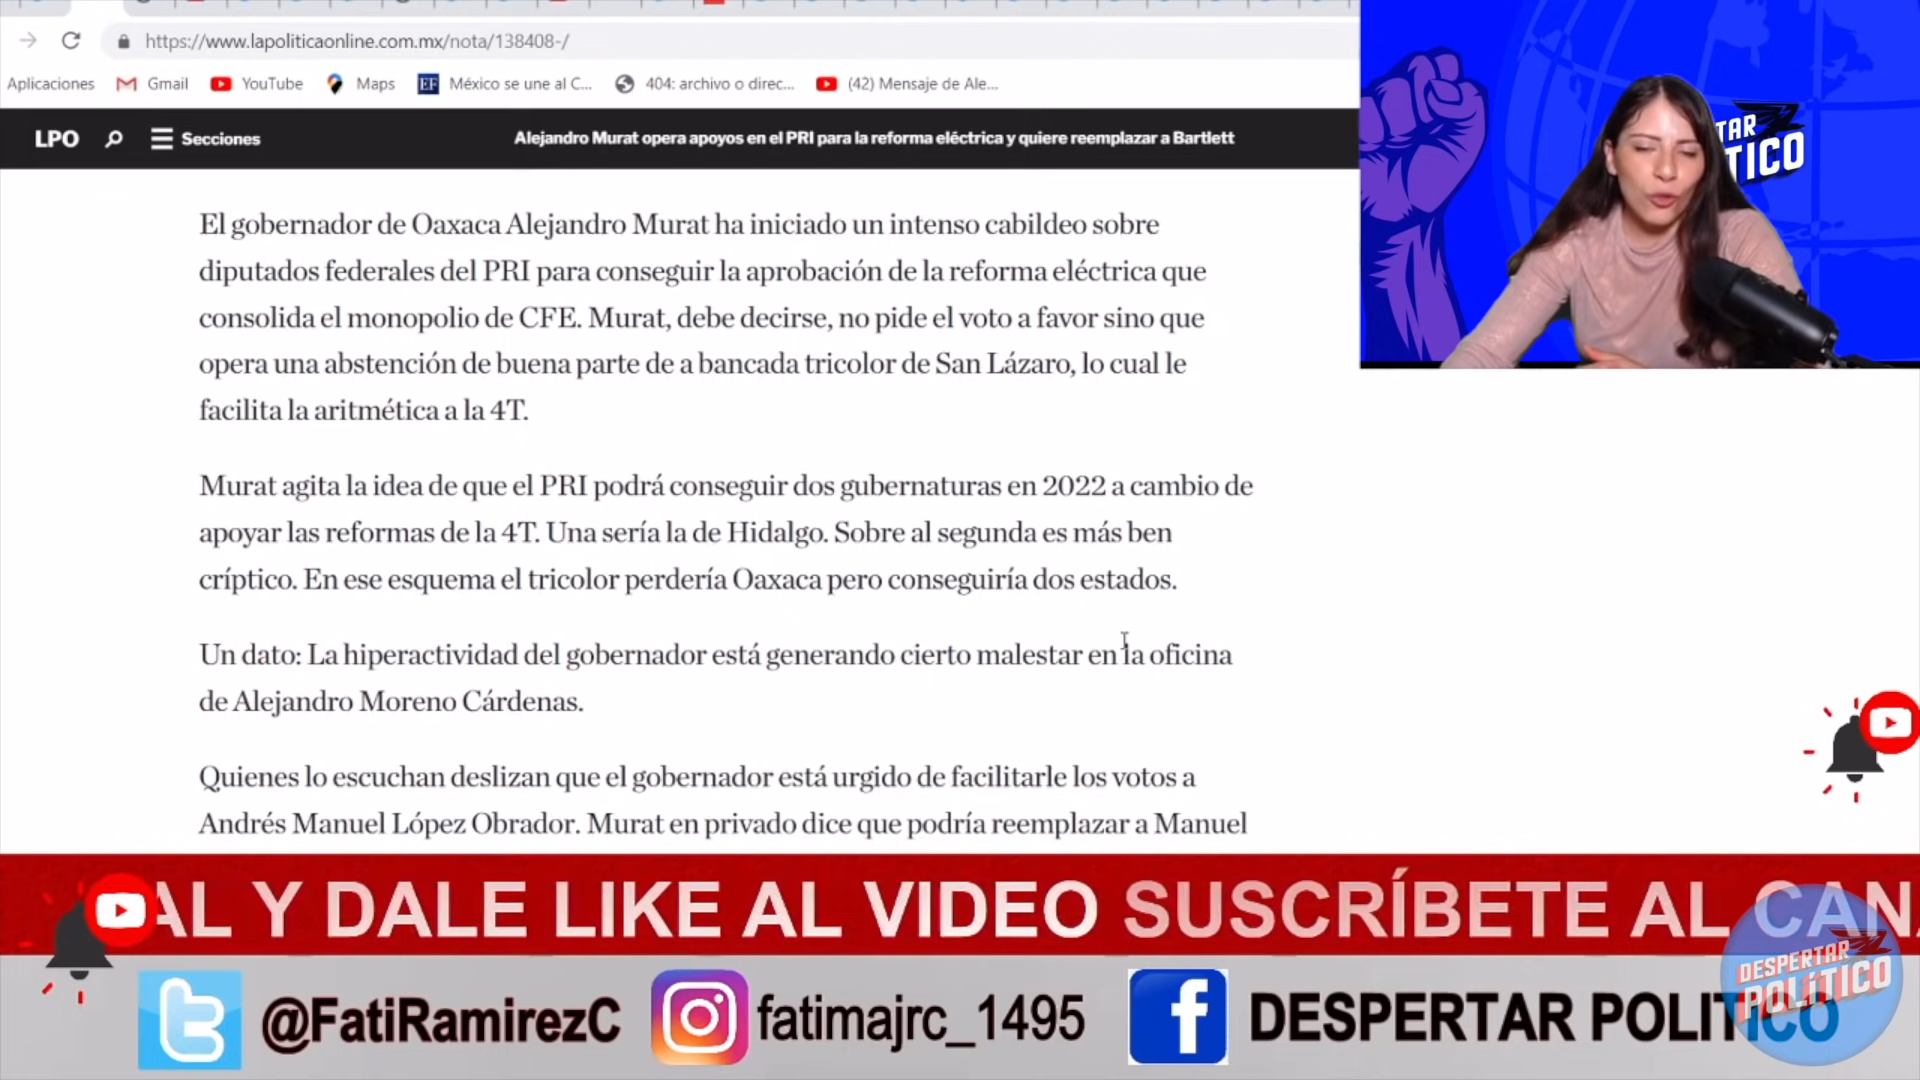 https://www.lapoliticaonline.com.mx/nota/138408-/
Aplicaciones
Gmail
YouTube
Maps
EF
México se une al C...
404: archivo o direc...
(42) Mensaje de Ale...
LPO
Secciones
Alejandro Murat opera apoyos en el PRI para la reforma eléctrica y quiere reemplazar a Bartlett
TAR
TICO
El gobernador de Oaxaca Alejandro Murat ha iniciado un intenso cabildeo sobre
diputados federales del PRI para conseguir la aprobación de la reforma eléctrica que
consolida el monopolio de CFE. Murat, debe decirse, no pide el voto a favor sino que
opera una abstención de buena parte de a bancada tricolor de San Lázaro, lo cual le
facilita la aritmética a la 4T.
Murat agita la idea de que el PRI podrá conseguir dos gubernaturas en 2022 a cambio de
apoyar las reformas de la 4T. Una sería la de Hidalgo. Sobre al segunda es más ben
críptico. En ese esquema el tricolor perdería Oaxaca pero conseguiría dos estados.
Un dato: La hiperactividad del gobernador está generando cierto malestar en la oficina
de Alejandro Moreno Cárdenas.
Quienes lo escuchan deslizan que el gobernador está urgido de facilitarle los votos a
Andrés Manuel López Obrador. Murat en privado dice que podría reemplazar a Manuel
AL Y DALE LIKE AL VIDEO SUSCRÍBETE AL CANA
@FatiRamirezC
fatimajrc_1495
DESPERTAR POLITICO
DESPERTAR
POLÍTICO